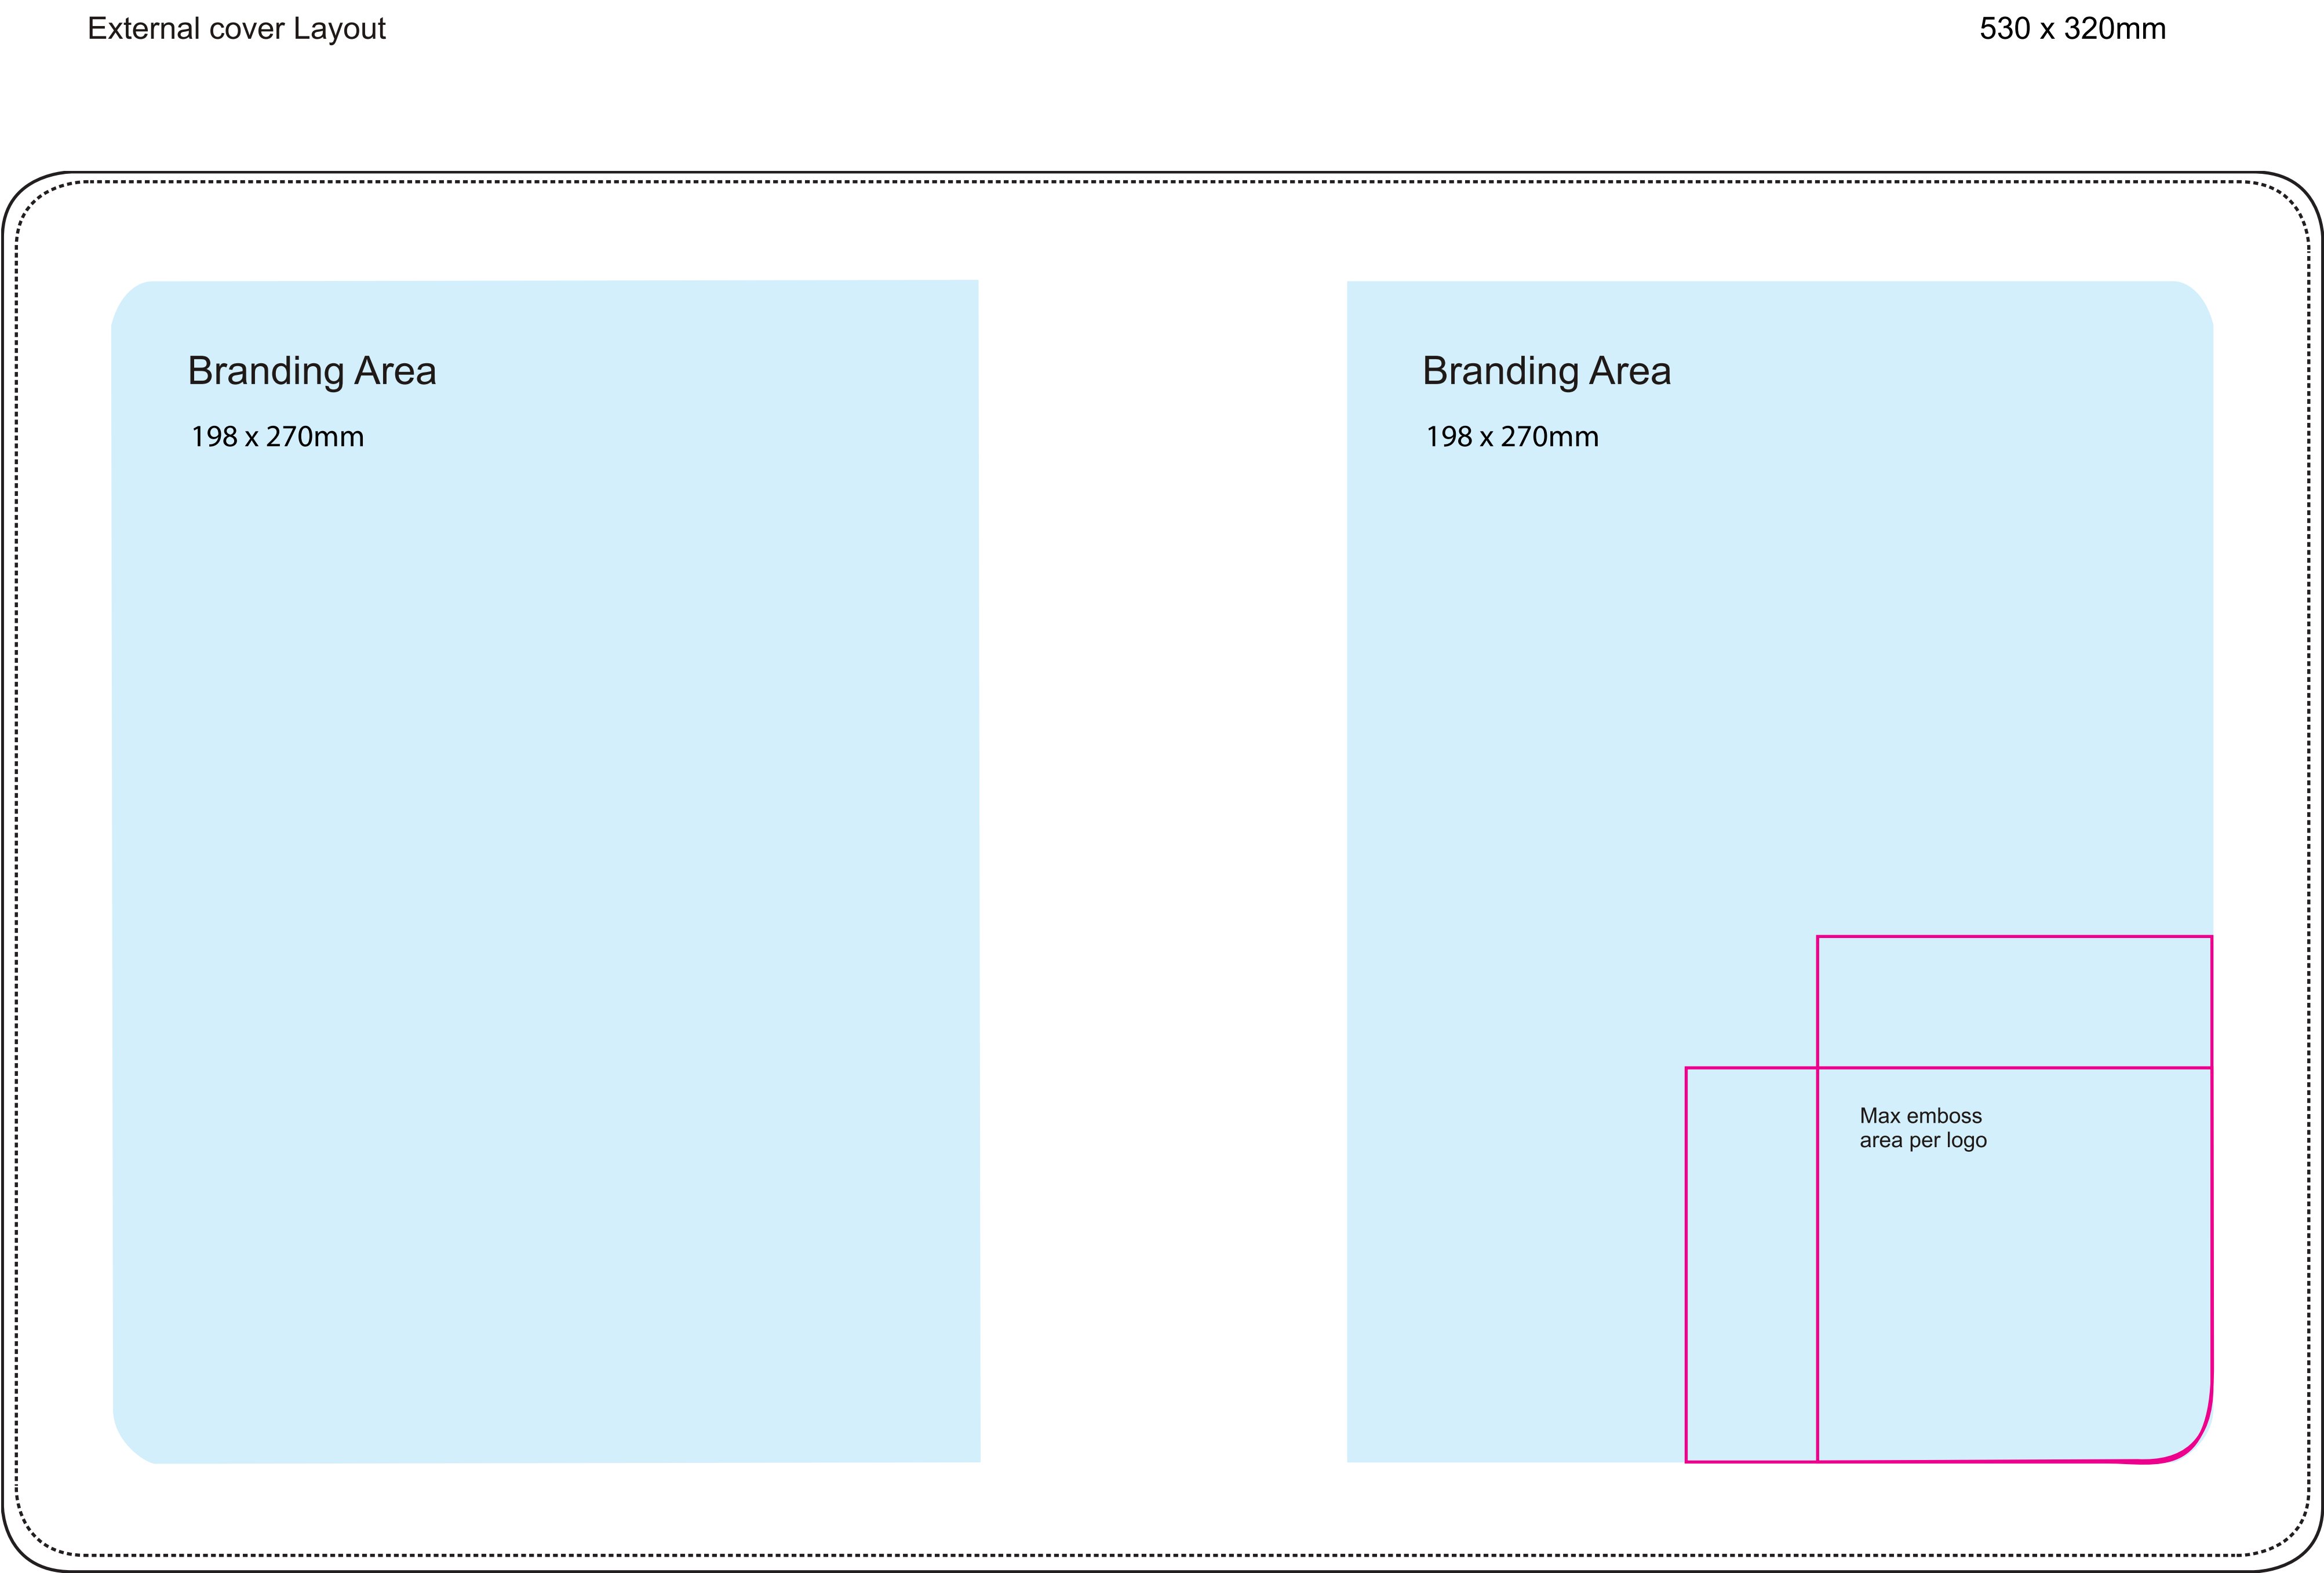 External cover Layout
530 x 320mm
Branding Area
198 x 270mm
Branding Area
198 x 270mm
Max emboss
area per logo